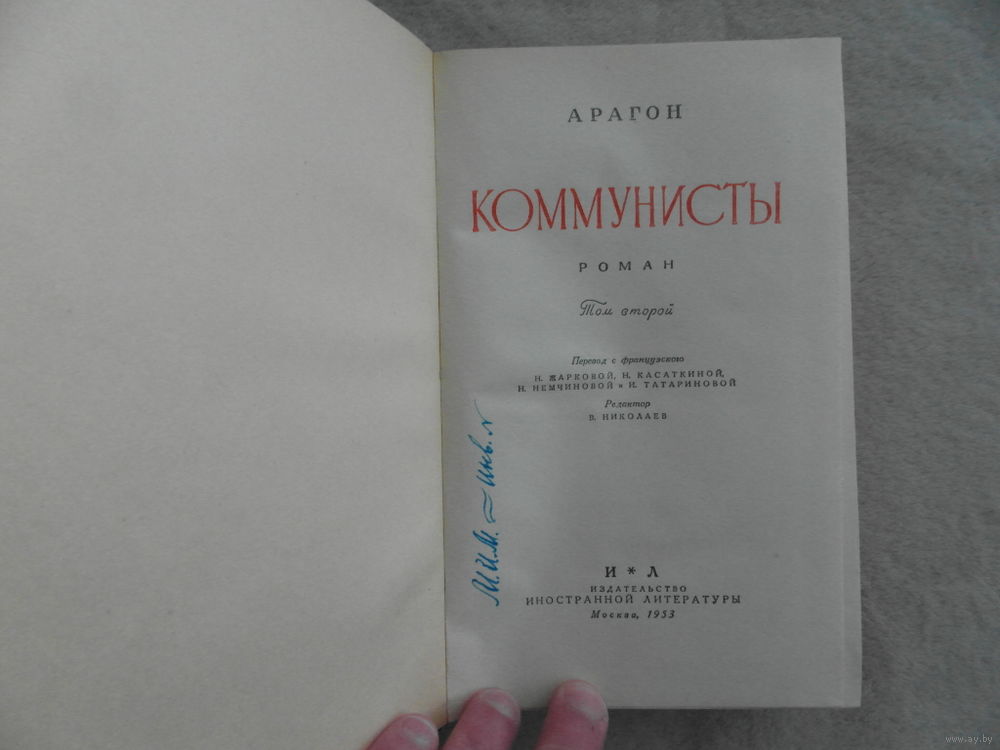 АРАГОН
КОММУНИСТЫ
РОМАН
Том второй
Перевод с французского
Н. ЖАРКОВОЙ, Н. КАСАТКИНОЙ,
Н. НЕМЧИНОВОЙ и И. ТАТАРИНОВОЙ
Редактор
В. НИКОЛАЕВ
М.И.М. — инв. N
И * Л
ИЗДАТЕЛЬСТВО
ИНОСТРАННОЙ ЛИТЕРАТУРЫ
Москва, 1953
ay.by